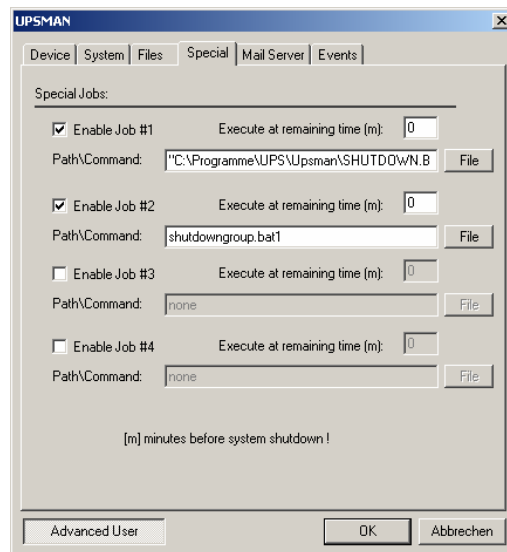 UPSMAN
Device System Files Special Mail Server Events
Special Jobs:
Enable Job #1 Execute at remaining time (m): 0
Path\Command: "C:\Programme\UPS\Upsman\SHUTDOWN.B File
Enable Job #2 Execute at remaining time (m): 0
Path\Command: shutdowngroup.bat1 File
Enable Job #3 Execute at remaining time (m): 0
Path\Command: none File
Enable Job #4 Execute at remaining time (m): 0
Path\Command: none File
[m] minutes before system shutdown !
Advanced User OK Abbrechen